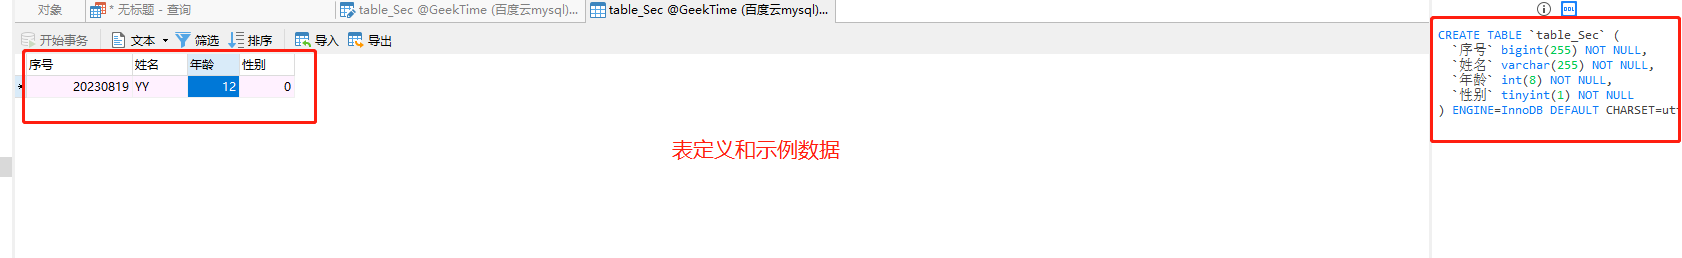 对象
* 无标题 - 查询
table_Sec @GeekTime (百度云mysql)...
table_Sec @GeekTime (百度云mysql)...
开始事务
文本
筛选
排序
导入
导出
序号 姓名 年龄 性别
20230819 YY 12 0
表定义和示例数据
DDL
CREATE TABLE `table_Sec` (
`序号` bigint(255) NOT NULL,
`姓名` varchar(255) NOT NULL,
`年龄` int(8) NOT NULL,
`性别` tinyint(1) NOT NULL
) ENGINE=InnoDB DEFAULT CHARSET=ut